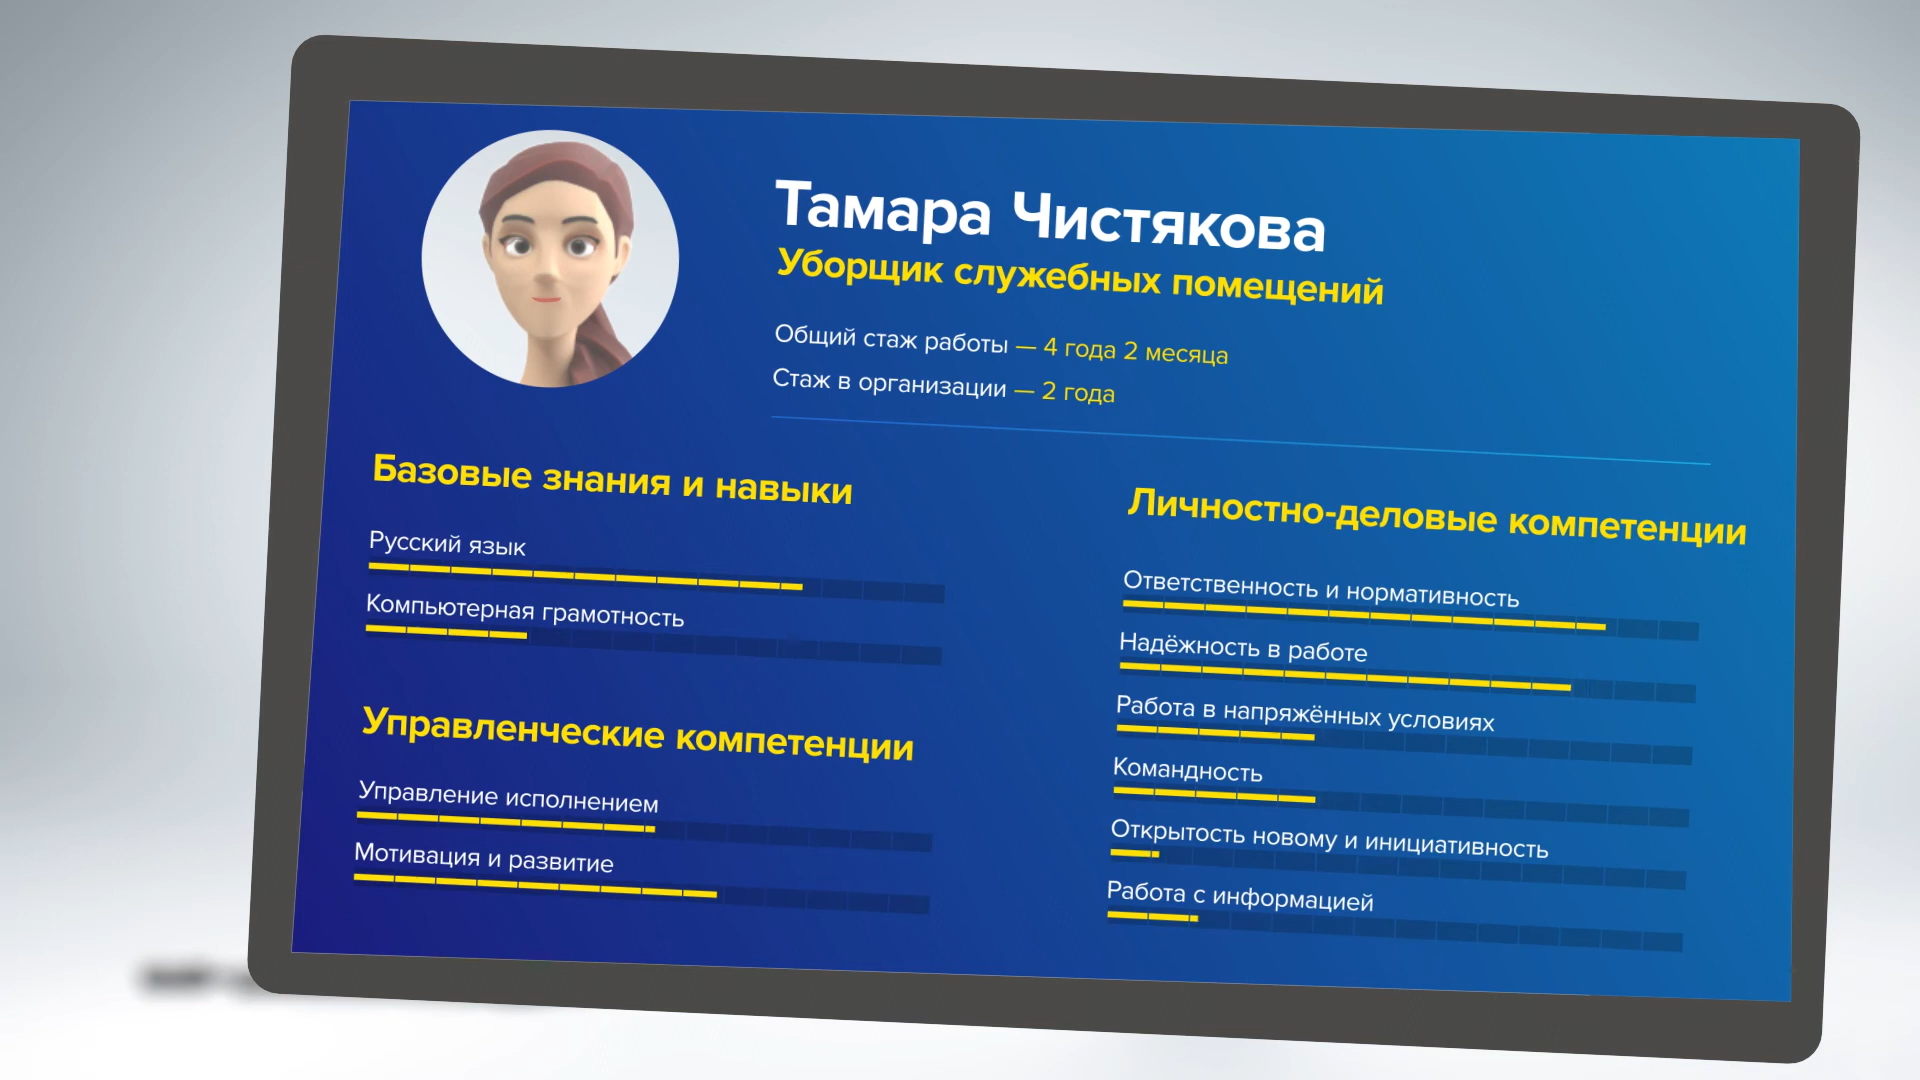 Тамара Чистякова
Уборщик служебных помещений
Общий стаж работы — 4 года 2 месяца
Стаж в организации — 2 года
Базовые знания и навыки
Русский язык
Компьютерная грамотность
Управленческие компетенции
Управление исполнением
Мотивация и развитие
Личностно-деловые компетенции
Ответственность и нормативность
Надёжность в работе
Работа в напряжённых условиях
Командность
Открытость новому и инициативность
Работа с информацией